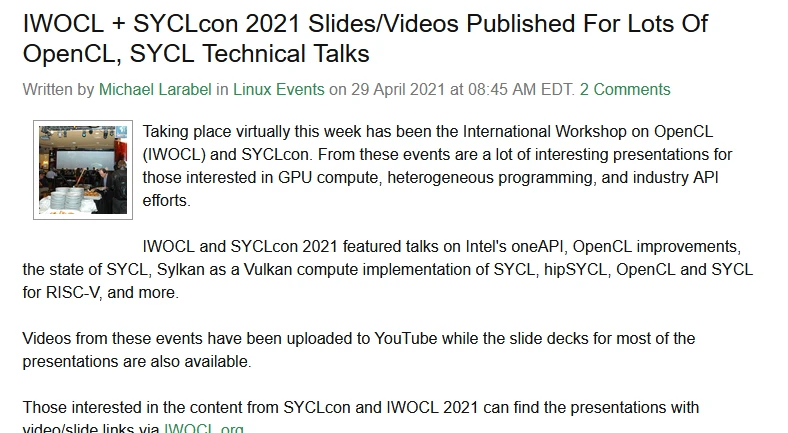 IWOCL + SYCLcon 2021 Slides/Videos Published For Lots Of
OpenCL, SYCL Technical Talks
Written by Michael Larabel in Linux Events on 29 April 2021 at 08:45 AM EDT. 2 Comments
Taking place virtually this week has been the International Workshop on OpenCL
(IWOCL) and SYCLcon. From these events are a lot of interesting presentations for
those interested in GPU compute, heterogeneous programming, and industry API
efforts.
IWOCL and SYCLcon 2021 featured talks on Intel's oneAPI, OpenCL improvements,
the state of SYCL, Sylkan as a Vulkan compute implementation of SYCL, hipSYCL, OpenCL and SYCL
for RISC-V, and more.
Videos from these events have been uploaded to YouTube while the slide decks for most of the
presentations are also available.
Those interested in the content from SYCLcon and IWOCL 2021 can find the presentations with
video/slide links via IWOCL.org